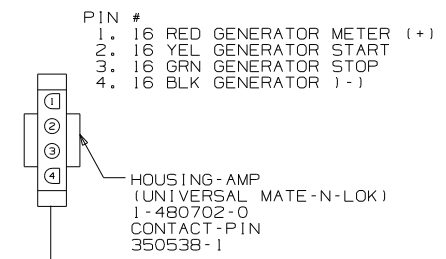 PIN #
1. 16 RED GENERATOR METER (+)
2. 16 YEL GENERATOR START
3. 16 GRN GENERATOR STOP
4. 16 BLK GENERATOR )-)
1
2
3
4
HOUSING-AMP
(UNIVERSAL MATE-N-LOK)
1-480702-0
CONTACT-PIN
350538-1